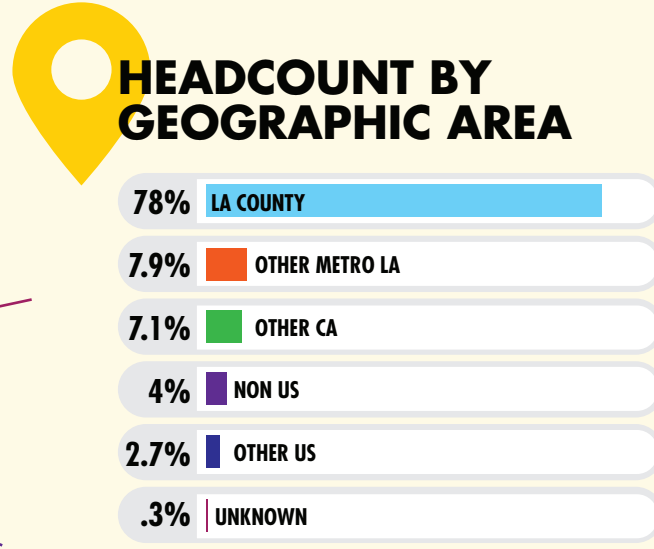 HEADCOUNT BY
GEOGRAPHIC AREA
78% LA COUNTY
7.9% OTHER METRO LA
7.1% OTHER CA
4% NON US
2.7% OTHER US
.3% UNKNOWN